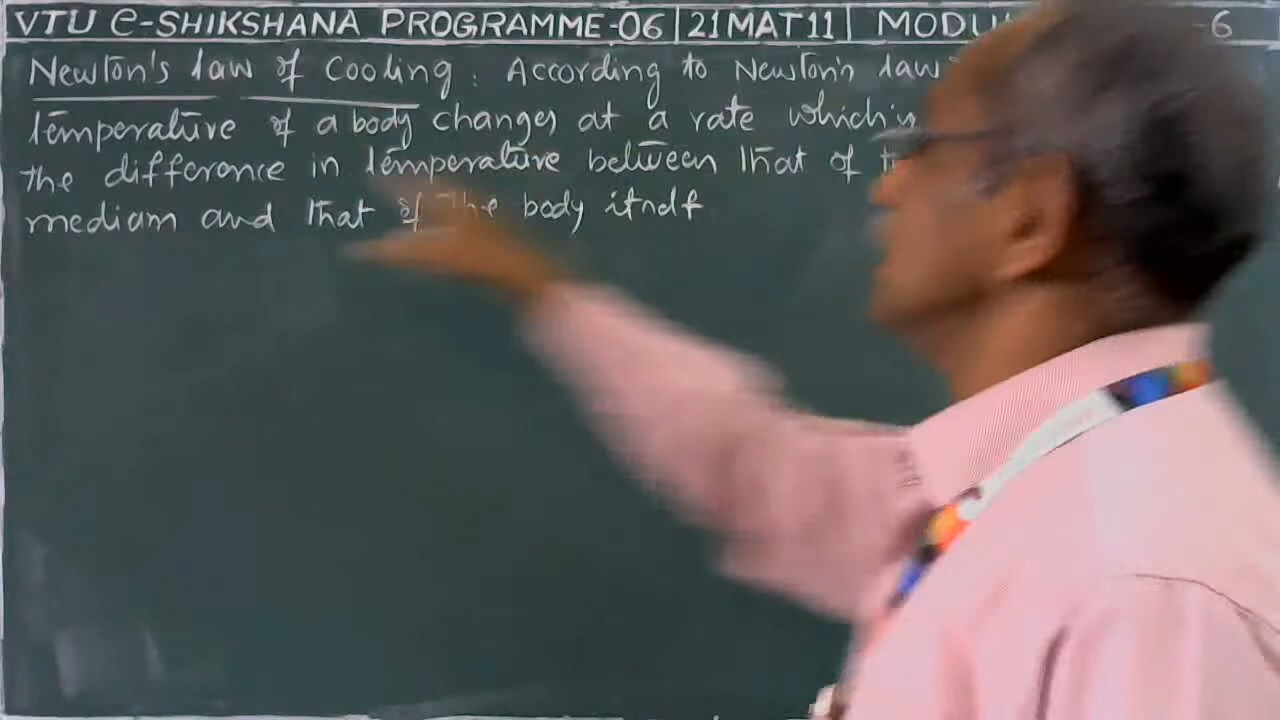 VTU e-SHIKSHANA PROGRAMME-06 | 21MAT11 | MODU -6
Newton's law of Cooling : According to Newton's law
temperature of a body changes at a rate which is
the difference in temperature between that of
mediam and that of the body itself